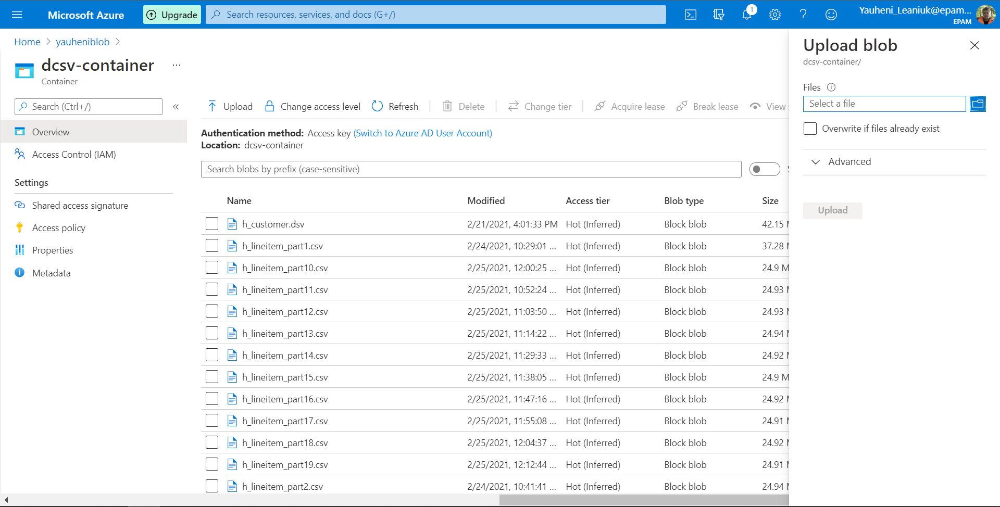 Microsoft Azure
Upgrade
Search resources, services, and docs (G+/)
1
Yauheni_Leaniuk@epam...
EPAM
Home > yauheniblob >
dcsv-container ...
Container
Search (Ctrl+/)
«
Overview
Access Control (IAM)
Settings
Shared access signature
Access policy
Properties
Metadata
Upload
Change access level
Refresh
Delete
Change tier
Acquire lease
Break lease
View
Authentication method: Access key (Switch to Azure AD User Account)
Location: dcsv-container
Search blobs by prefix (case-sensitive)
Name Modified Access tier Blob type Size
h_customer.dsv 2/21/2021, 4:01:33 PM Hot (Inferred) Block blob 42.15
h_lineitem_part1.csv 2/24/2021, 10:29:01 ... Hot (Inferred) Block blob 37.28
h_lineitem_part10.csv 2/25/2021, 12:00:25 ... Hot (Inferred) Block blob 24.9 M
h_lineitem_part11.csv 2/25/2021, 10:52:24 ... Hot (Inferred) Block blob 24.93
h_lineitem_part12.csv 2/25/2021, 11:03:50 ... Hot (Inferred) Block blob 24.93
h_lineitem_part13.csv 2/25/2021, 11:14:22 ... Hot (Inferred) Block blob 24.94
h_lineitem_part14.csv 2/25/2021, 11:29:33 ... Hot (Inferred) Block blob 24.92
h_lineitem_part15.csv 2/25/2021, 11:38:05 ... Hot (Inferred) Block blob 24.9 M
h_lineitem_part16.csv 2/25/2021, 11:47:16 ... Hot (Inferred) Block blob 24.92
h_lineitem_part17.csv 2/25/2021, 11:55:08 ... Hot (Inferred) Block blob 24.91
h_lineitem_part18.csv 2/25/2021, 12:04:37 ... Hot (Inferred) Block blob 24.92
h_lineitem_part19.csv 2/25/2021, 12:12:44 ... Hot (Inferred) Block blob 24.91
h_lineitem_part2.csv 2/24/2021, 10:41:41 ... Hot (Inferred) Block blob 24.94
Upload blob
dcsv-container/
Files
Select a file
Overwrite if files already exist
Advanced
Upload